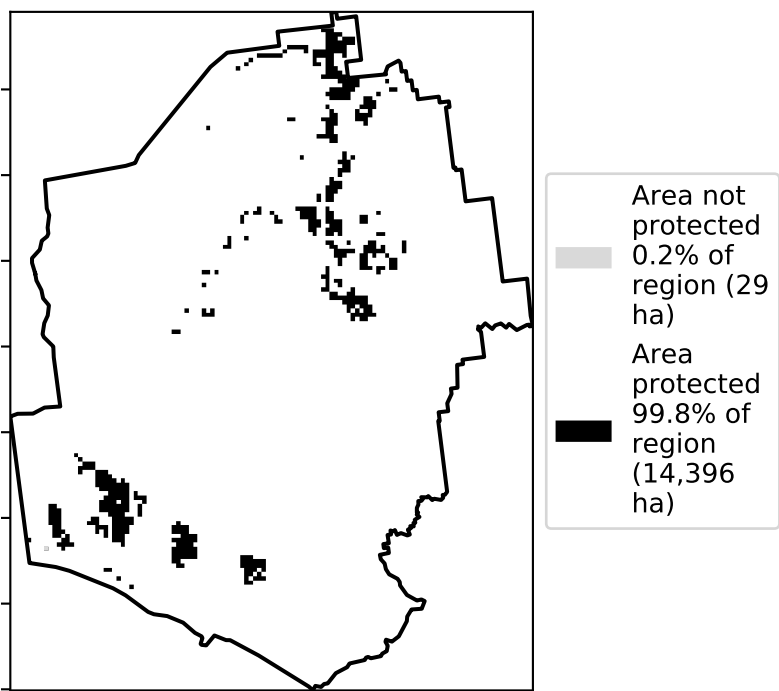 Area not
protected
0.2% of
region (29
ha)
Area
protected
99.8% of
region
(14,396
ha)